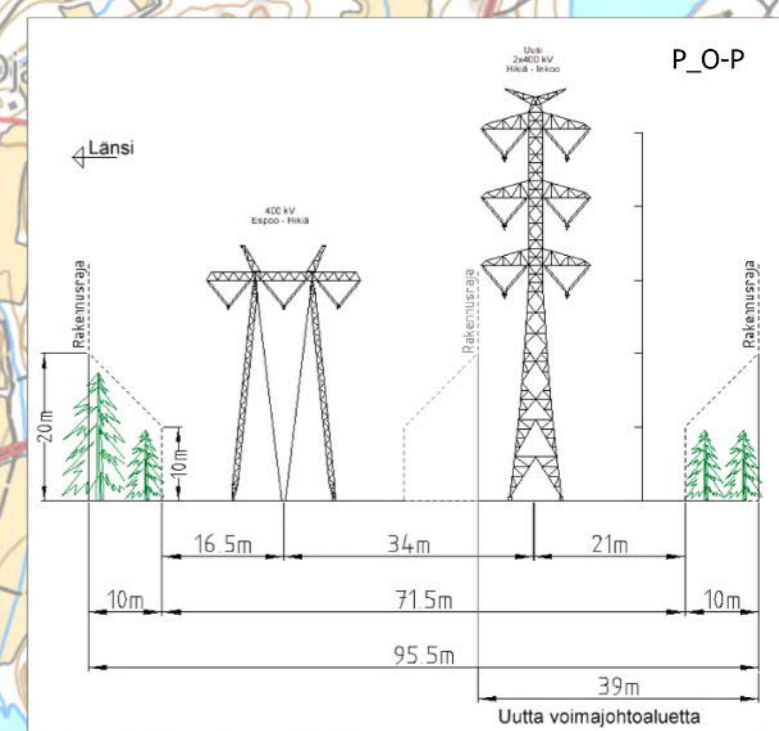 P_O-P
Uusi
2x400 kV
Hikiä - Inkoo
Länsi
400 kV
Espoo - Hikiä
Rakennusraja
Rakennusraja
Rakennusraja
20m
10m
16.5m
34m
21m
10m
71.5m
10m
95.5m
39m
Uutta voimajohtoaluetta